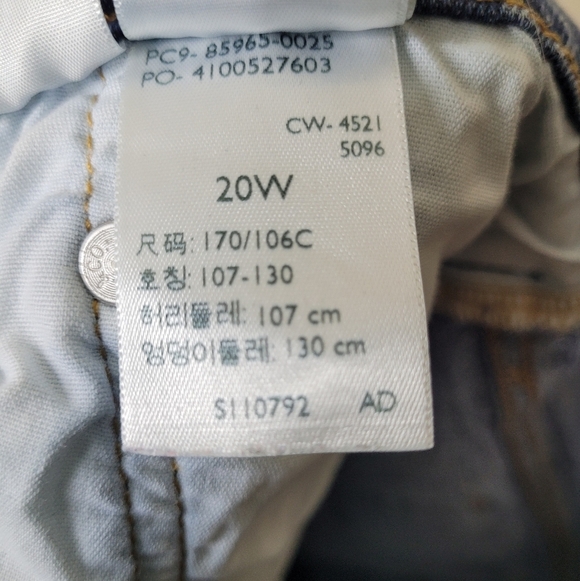 PC9- 85965-0025
PO- 4100527603
CW- 4521
5096
20W
尺码: 170/106C
호칭: 107-130
허리둘레: 107 cm
엉덩이둘레: 130 cm
S110792 AD